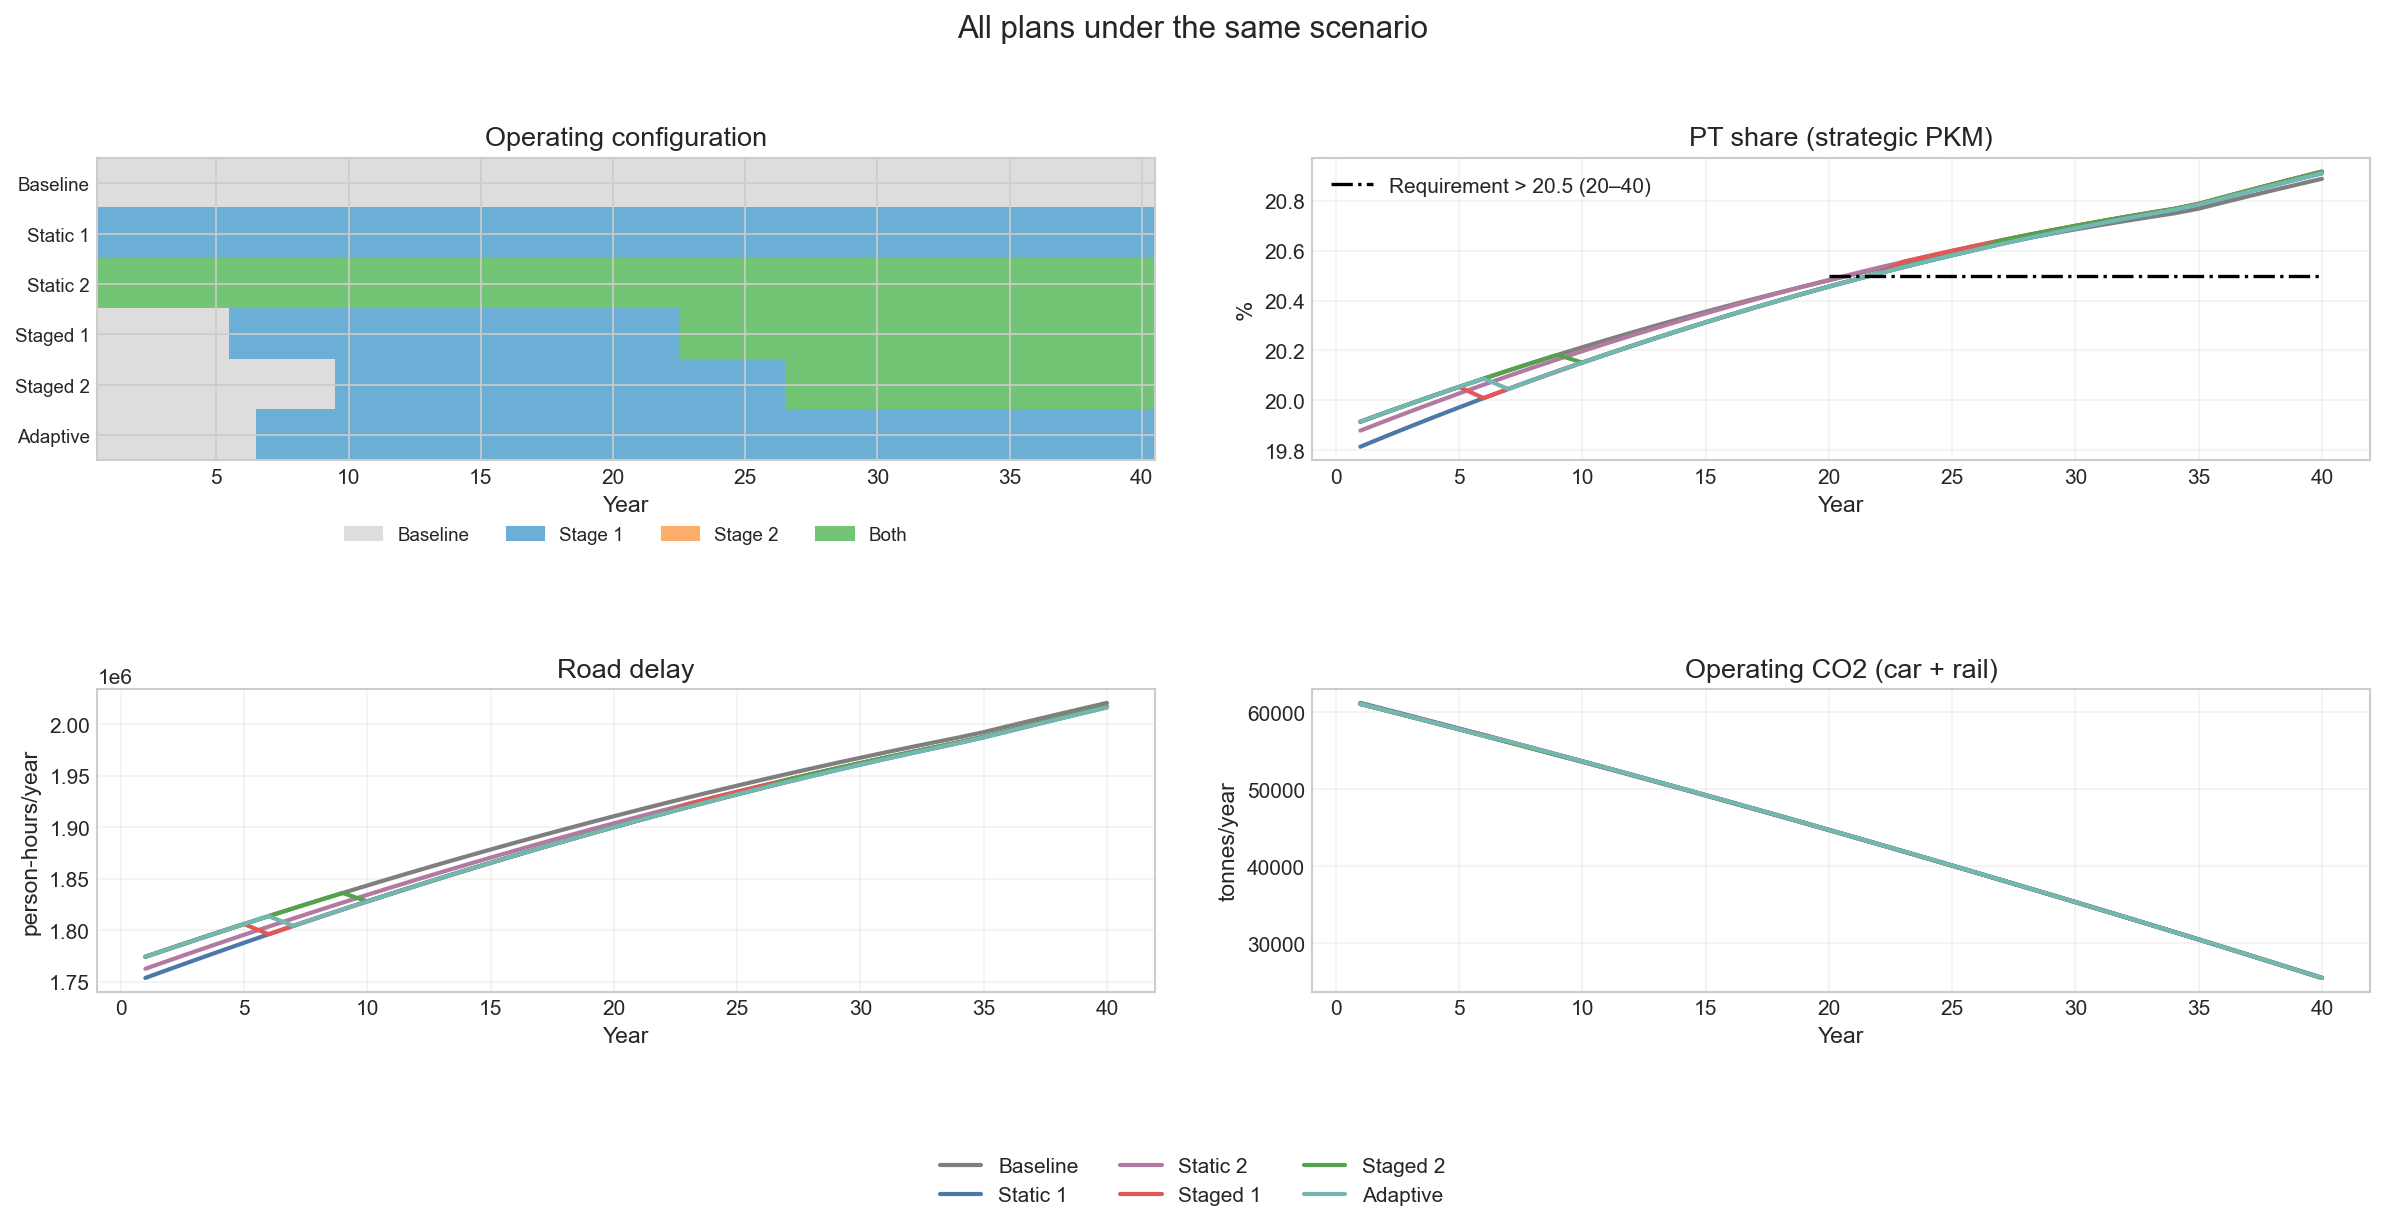 All plans under the same scenario
Operating configuration
Baseline
Static 1
Static 2
Staged 1
Staged 2
Adaptive
5 10 15 20 25 30 35 40
Year
Baseline Stage 1 Stage 2 Both
PT share (strategic PKM)
Requirement > 20.5 (20–40)
%
20.8
20.6
20.4
20.2
20.0
19.8
0 5 10 15 20 25 30 35 40
Year
Road delay
1e6
person-hours/year
2.00
1.95
1.90
1.85
1.80
1.75
0 5 10 15 20 25 30 35 40
Year
Operating CO2 (car + rail)
tonnes/year
60000
50000
40000
30000
0 5 10 15 20 25 30 35 40
Year
Baseline Static 2 Staged 2
Static 1 Staged 1 Adaptive